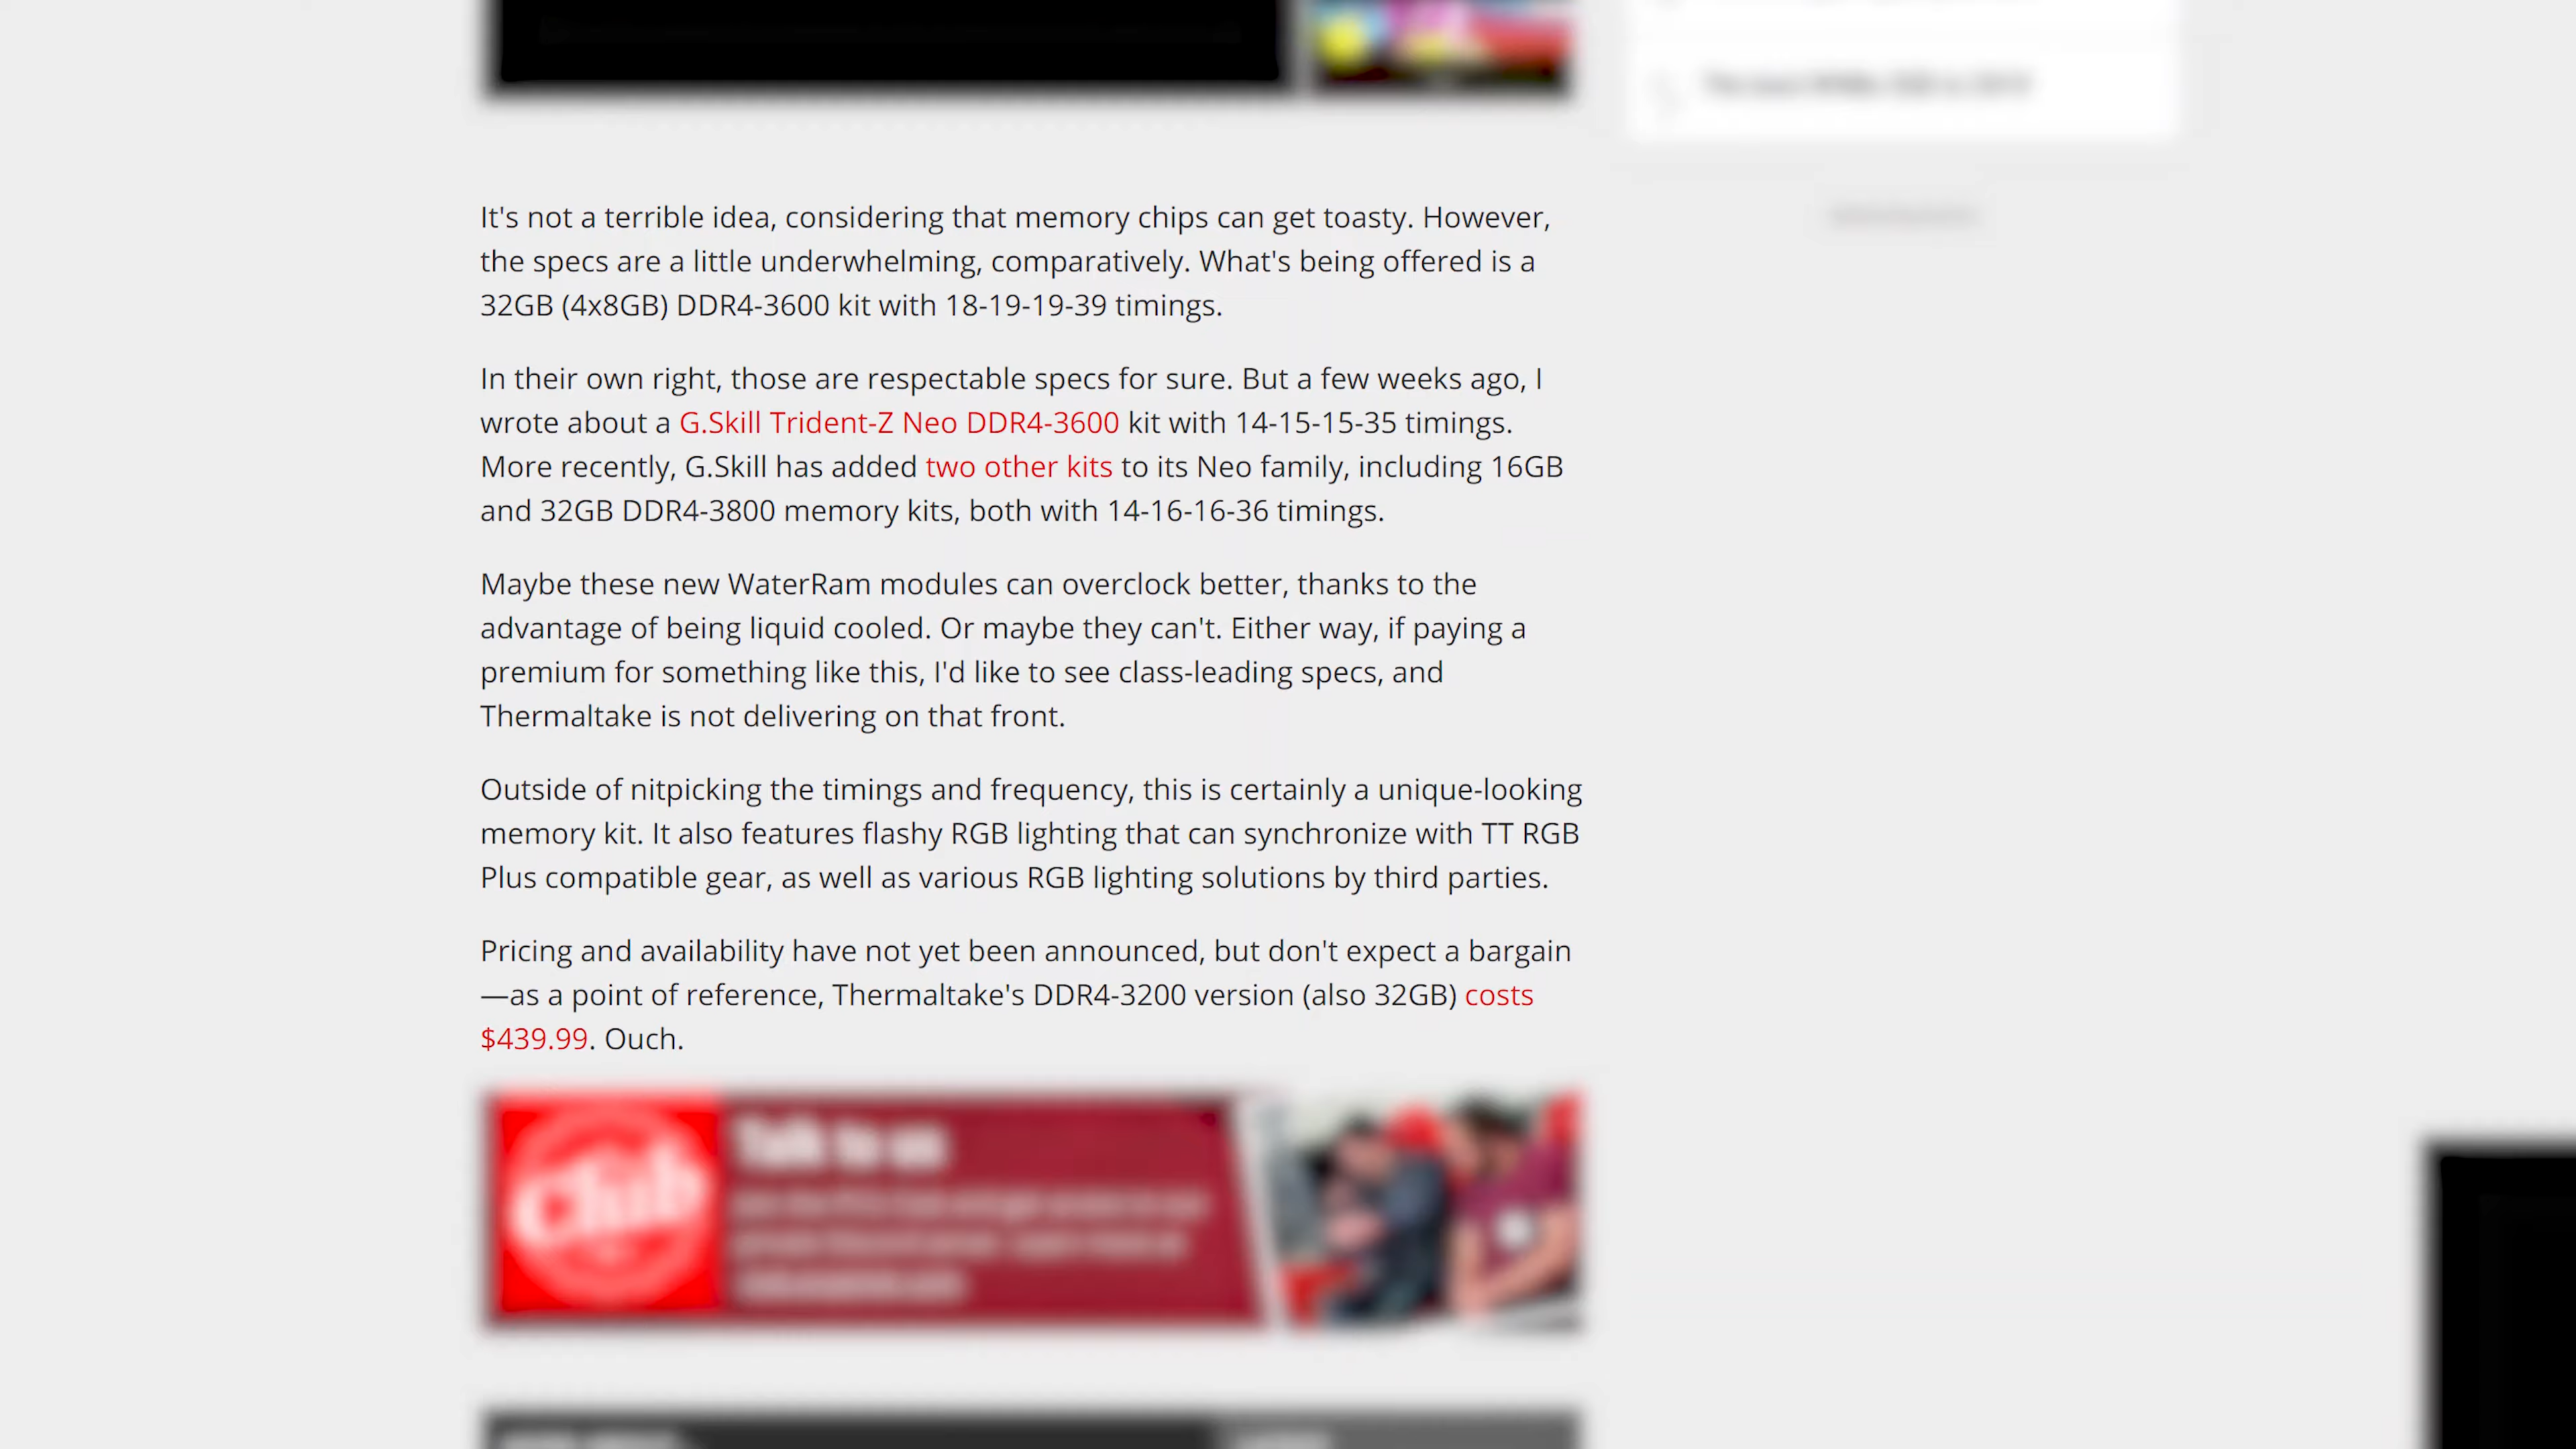 It's not a terrible idea, considering that memory chips can get toasty. However,
the specs are a little underwhelming, comparatively. What's being offered is a
32GB (4x8GB) DDR4-3600 kit with 18-19-19-39 timings.
In their own right, those are respectable specs for sure. But a few weeks ago, I
wrote about a G.Skill Trident-Z Neo DDR4-3600 kit with 14-15-15-35 timings.
More recently, G.Skill has added two other kits to its Neo family, including 16GB
and 32GB DDR4-3800 memory kits, both with 14-16-16-36 timings.
Maybe these new WaterRam modules can overclock better, thanks to the
advantage of being liquid cooled. Or maybe they can't. Either way, if paying a
premium for something like this, I'd like to see class-leading specs, and
Thermaltake is not delivering on that front.
Outside of nitpicking the timings and frequency, this is certainly a unique-looking
memory kit. It also features flashy RGB lighting that can synchronize with TT RGB
Plus compatible gear, as well as various RGB lighting solutions by third parties.
Pricing and availability have not yet been announced, but don't expect a bargain
—as a point of reference, Thermaltake's DDR4-3200 version (also 32GB) costs
$439.99. Ouch.
Club
Talk to us